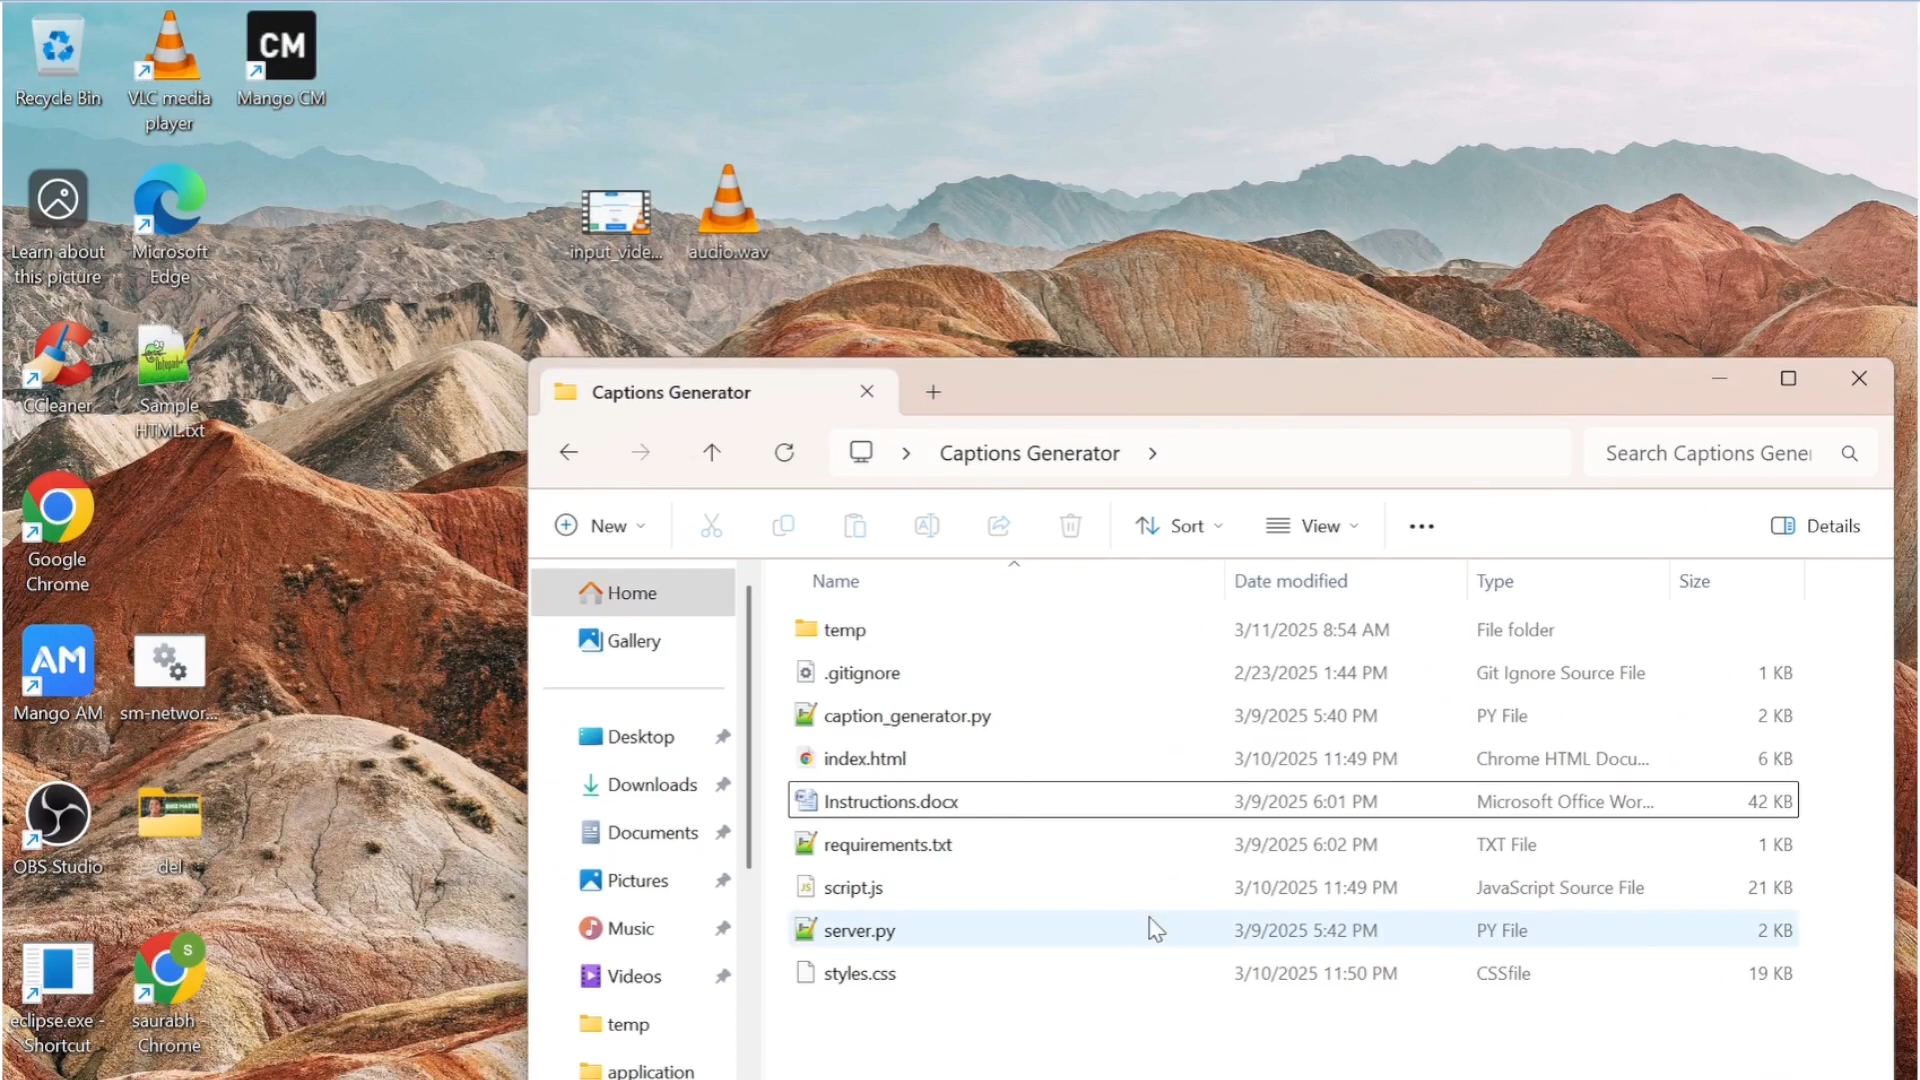 Recycle Bin
VLC media
player
CM
Mango CM
Learn about
this picture
Microsoft
Edge
input_vide...
audio.wav
CCleaner
Sample
HTML.txt
Google
Chrome
AM
Mango AM
sm-networ...
OBS Studio
del
eclipse.exe -
Shortcut
S
saurabh -
Chrome
Captions Generator
Captions Generator
Search Captions Gener
New
Sort
View
Details
Name
Date modified
Type
Size
Home
Gallery
Desktop
Downloads
Documents
Pictures
Music
Videos
temp
application
temp 3/11/2025 8:54 AM File folder
.gitignore 2/23/2025 1:44 PM Git Ignore Source File 1 KB
caption_generator.py 3/9/2025 5:40 PM PY File 2 KB
index.html 3/10/2025 11:49 PM Chrome HTML Docu... 6 KB
Instructions.docx 3/9/2025 6:01 PM Microsoft Office Wor... 42 KB
requirements.txt 3/9/2025 6:02 PM TXT File 1 KB
script.js 3/10/2025 11:49 PM JavaScript Source File 21 KB
server.py 3/9/2025 5:42 PM PY File 2 KB
styles.css 3/10/2025 11:50 PM CSSfile 19 KB